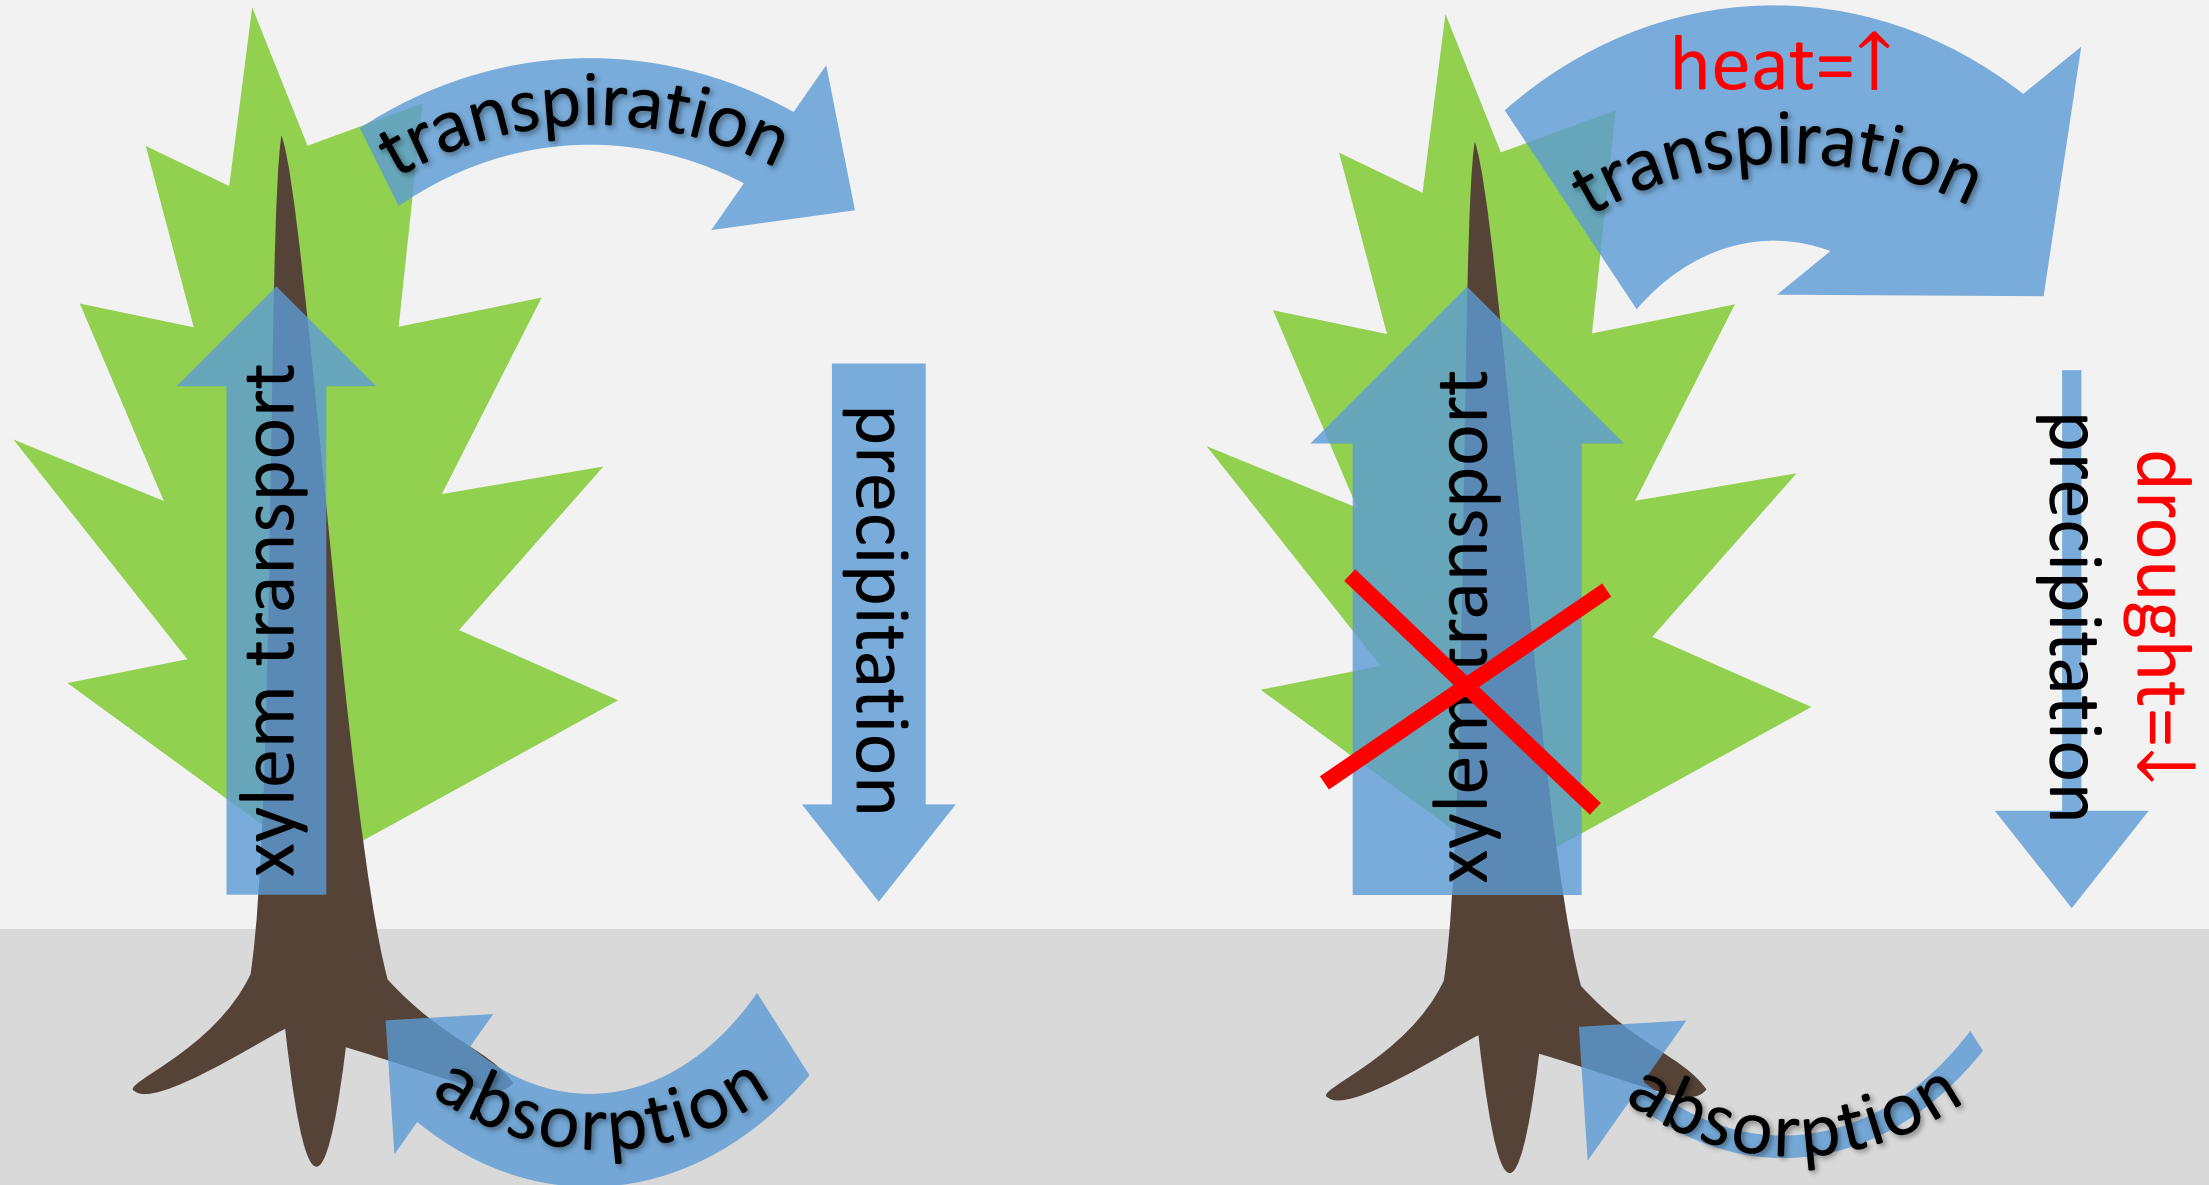 transpiration
xylem transport
precipitation
absorption
heat=↑
transpiration
xylem transport
precipitation
drought=↓
absorption